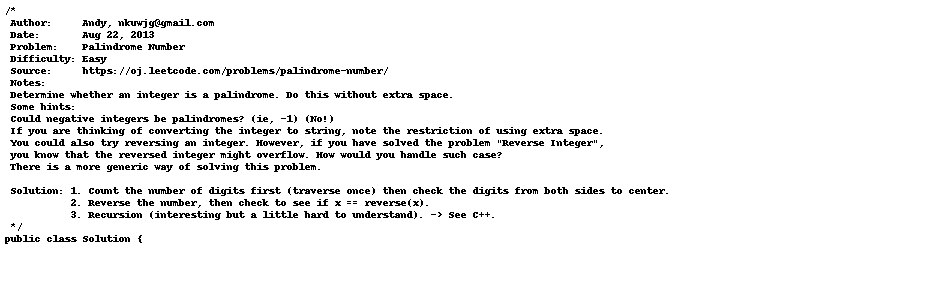 /*
Author: Andy, nkuwjg@gmail.com
Date: Aug 22, 2013
Problem: Palindrome Number
Difficulty: Easy
Source: https://oj.leetcode.com/problems/palindrome-number/
Notes:
Determine whether an integer is a palindrome. Do this without extra space.
Some hints:
Could negative integers be palindromes? (ie, -1) (No!)
If you are thinking of converting the integer to string, note the restriction of using extra space.
You could also try reversing an integer. However, if you have solved the problem "Reverse Integer",
you know that the reversed integer might overflow. How would you handle such case?
There is a more generic way of solving this problem.
Solution: 1. Count the number of digits first (traverse once) then check the digits from both sides to center.
2. Reverse the number, then check to see if x == reverse(x).
3. Recursion (interesting but a little hard to understand). -> See C++.
*/
public class Solution {